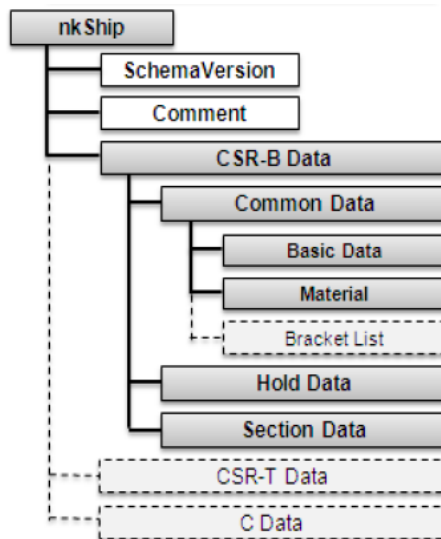 nkShip
SchemaVersion
Comment
CSR-B Data
Common Data
Basic Data
Material
Bracket List
Hold Data
Section Data
CSR-T Data
C Data